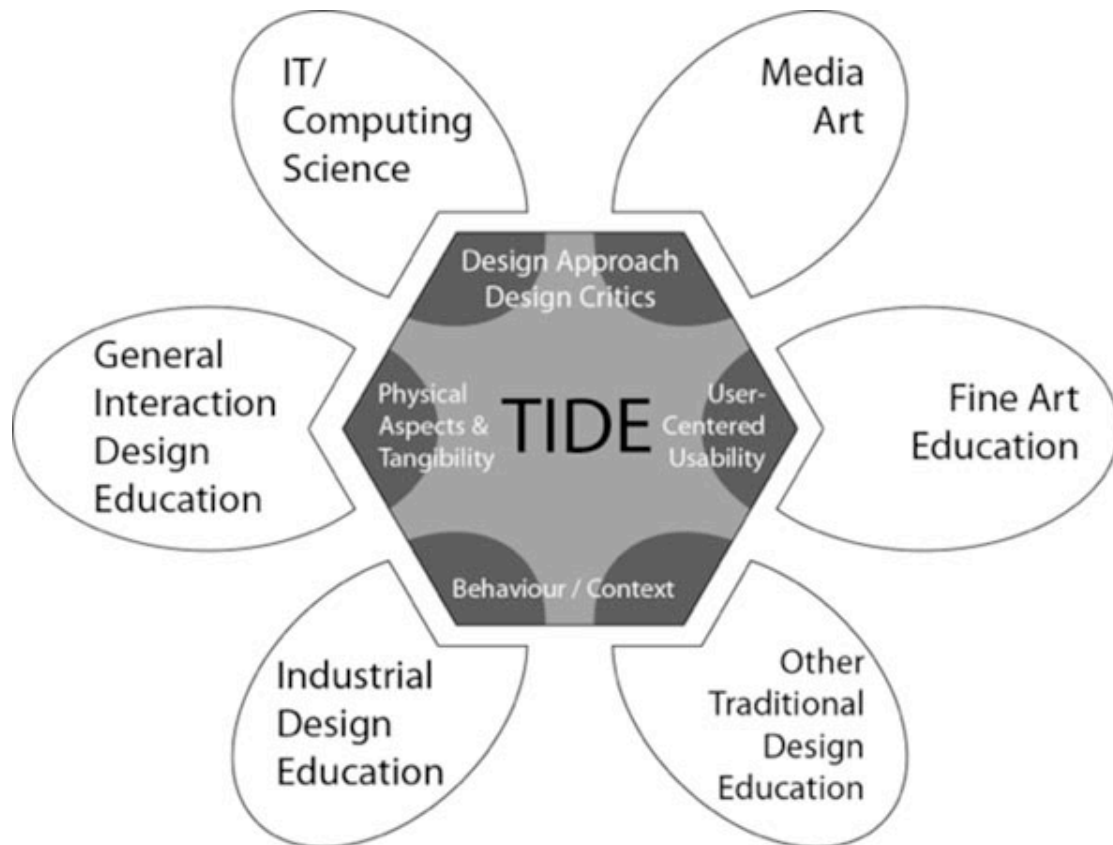 IT/
Computing
Science
Media
Art
Design Approach
Design Critics
General
Interaction
Design
Education
Physical
Aspects &
Tangibility
TIDE
User-
Centered
Usability
Fine Art
Education
Behaviour / Context
Industrial
Design
Education
Other
Traditional
Design
Education